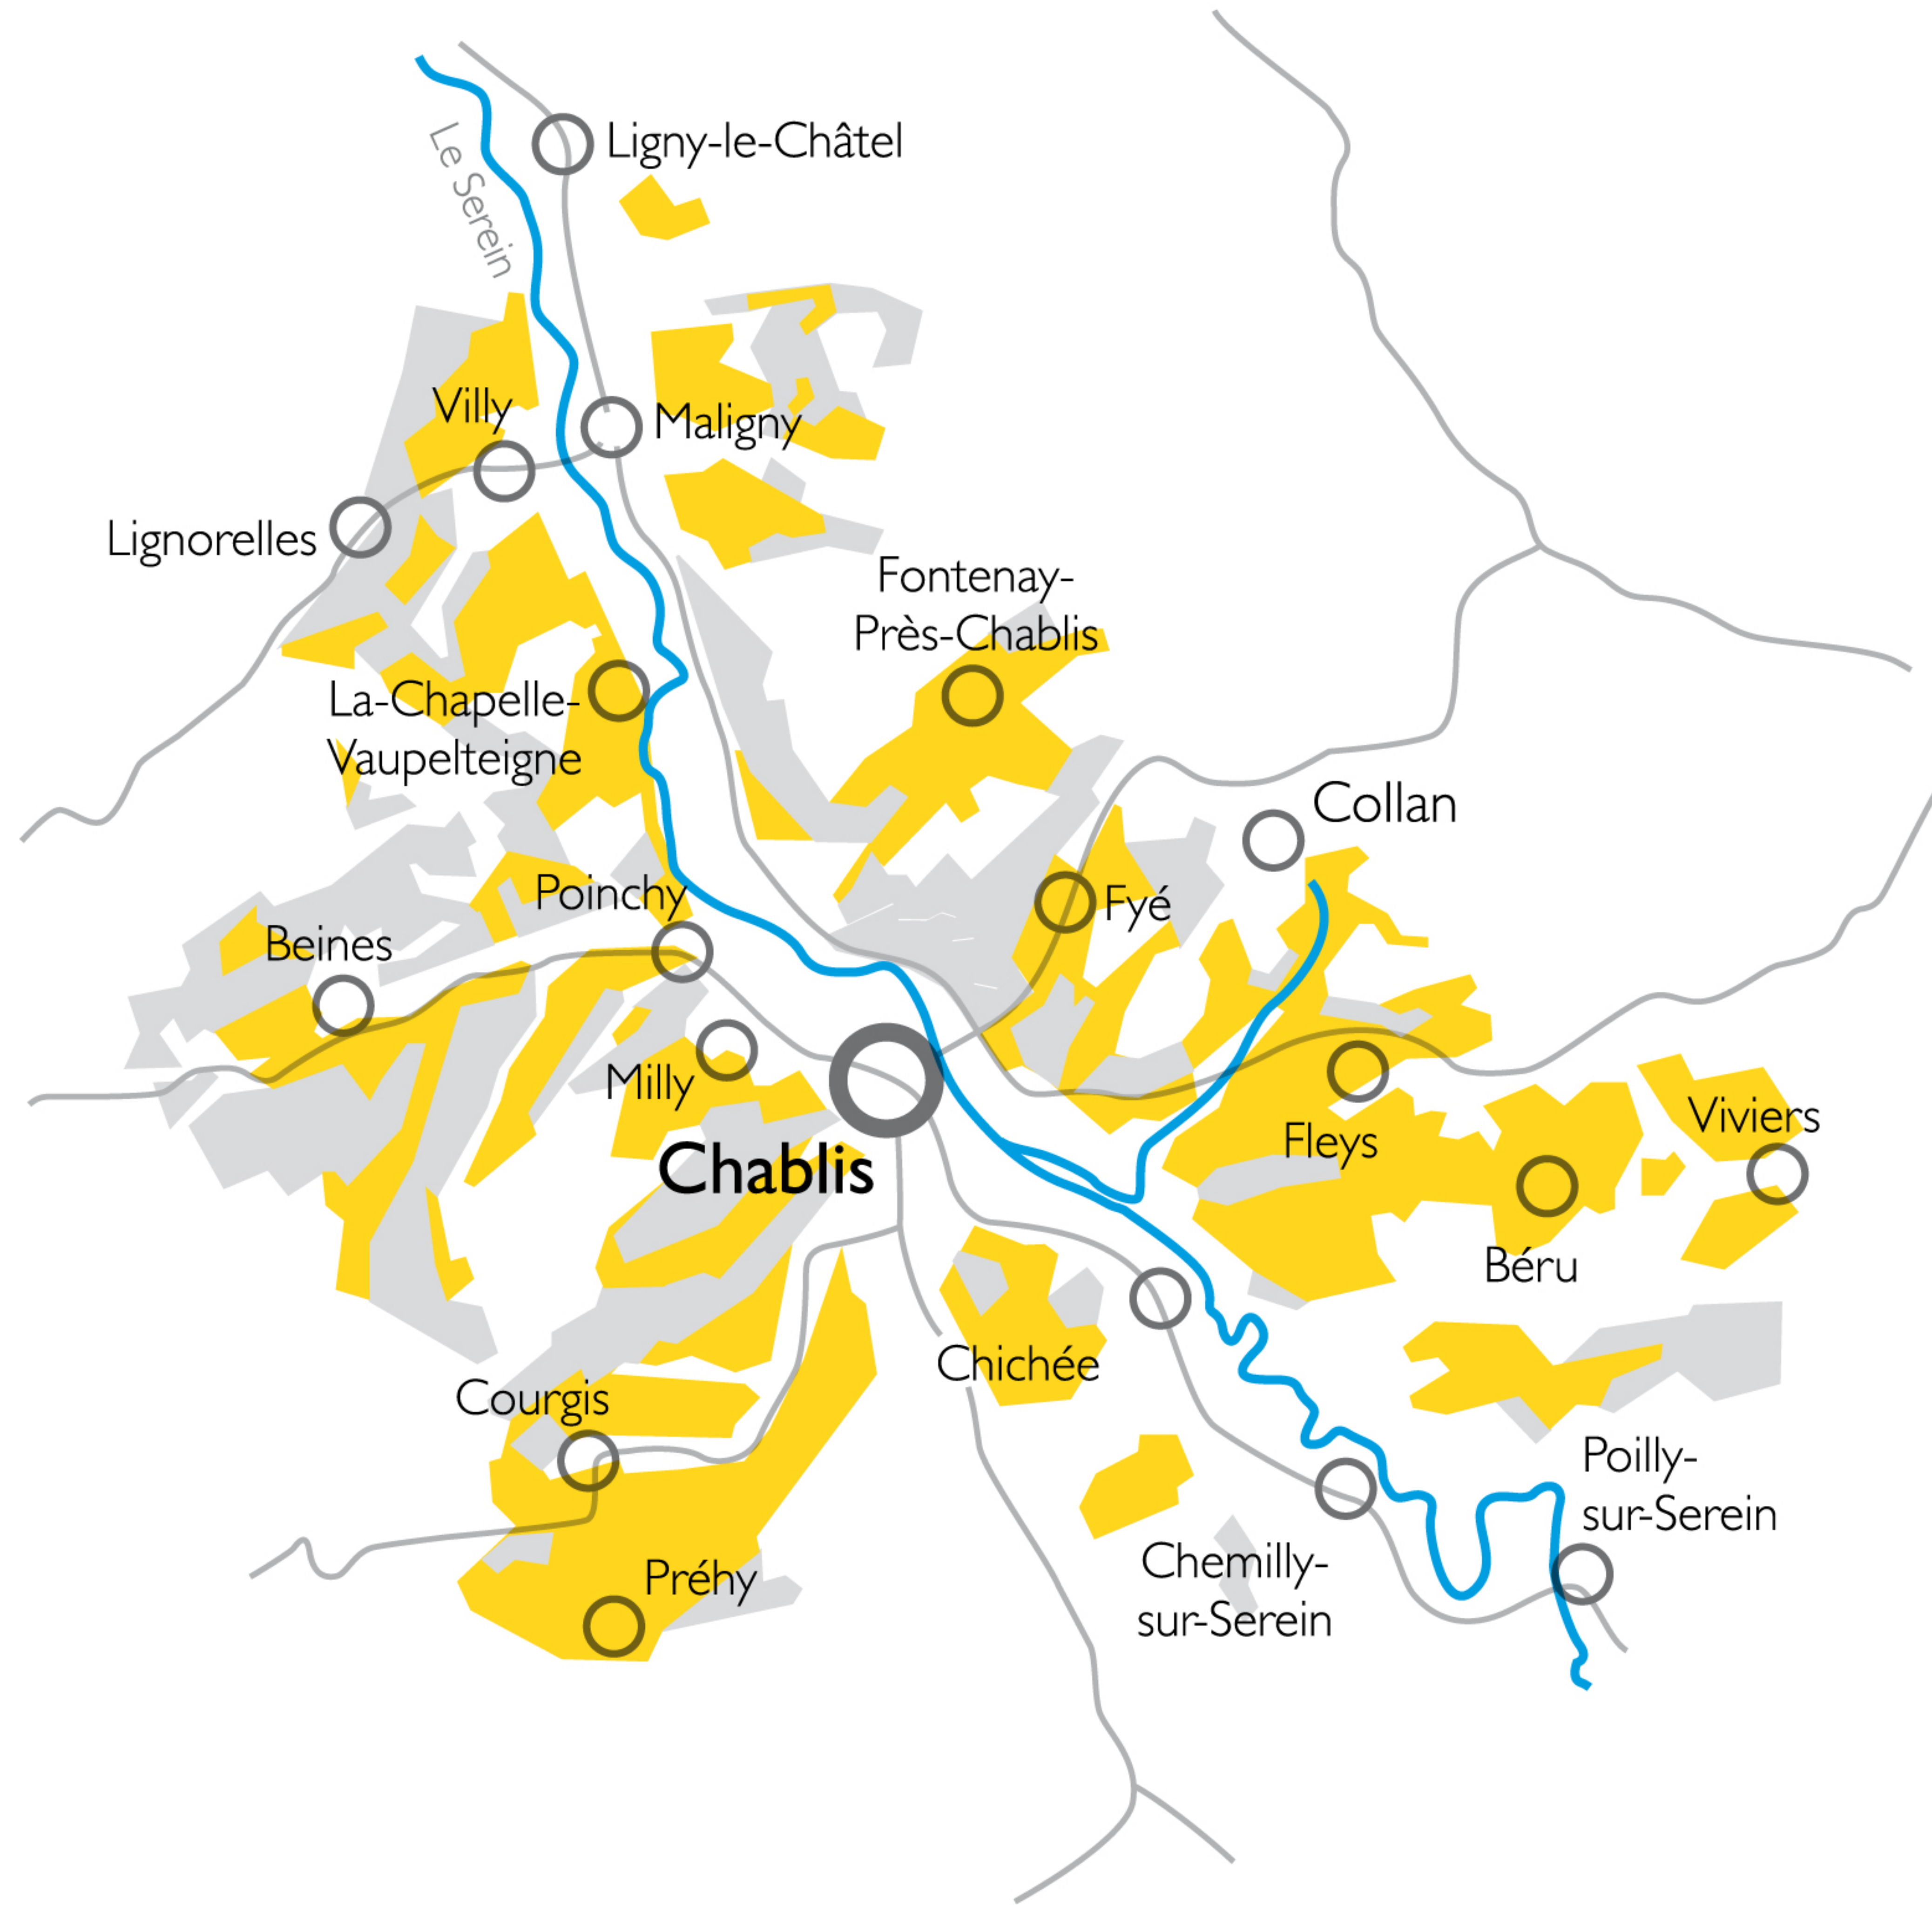 Ligny-le-Châtel
Le Serein
Villy
Maligny
Lignorelles
Fontenay-
Près-Chablis
La-Chapelle-
Vaupelteigne
Collan
Poinchy
Fyé
Beines
Milly
Viviers
Fleys
Chablis
Béru
Chichée
Courgis
Poilly-
sur-Serein
Chemilly-
sur-Serein
Préhy